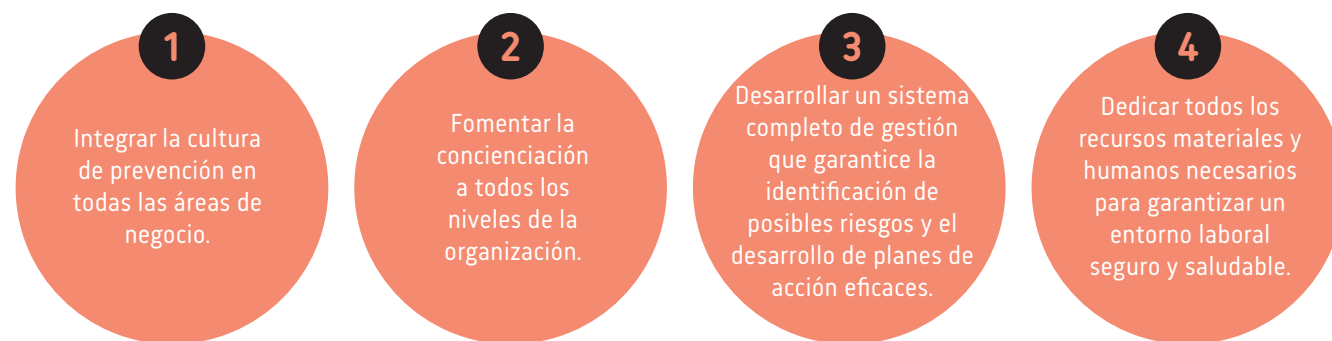 1
Integrar la cultura
de prevención en
todas las áreas de
negocio.
2
Fomentar la
concienciación
a todos los
niveles de la
organización.
3
Desarrollar un sistema
completo de gestión
que garantice la
identificación de
posibles riesgos y el
desarrollo de planes de
acción eficaces.
4
Dedicar todos los
recursos materiales y
humanos necesarios
para garantizar un
entorno laboral
seguro y saludable.